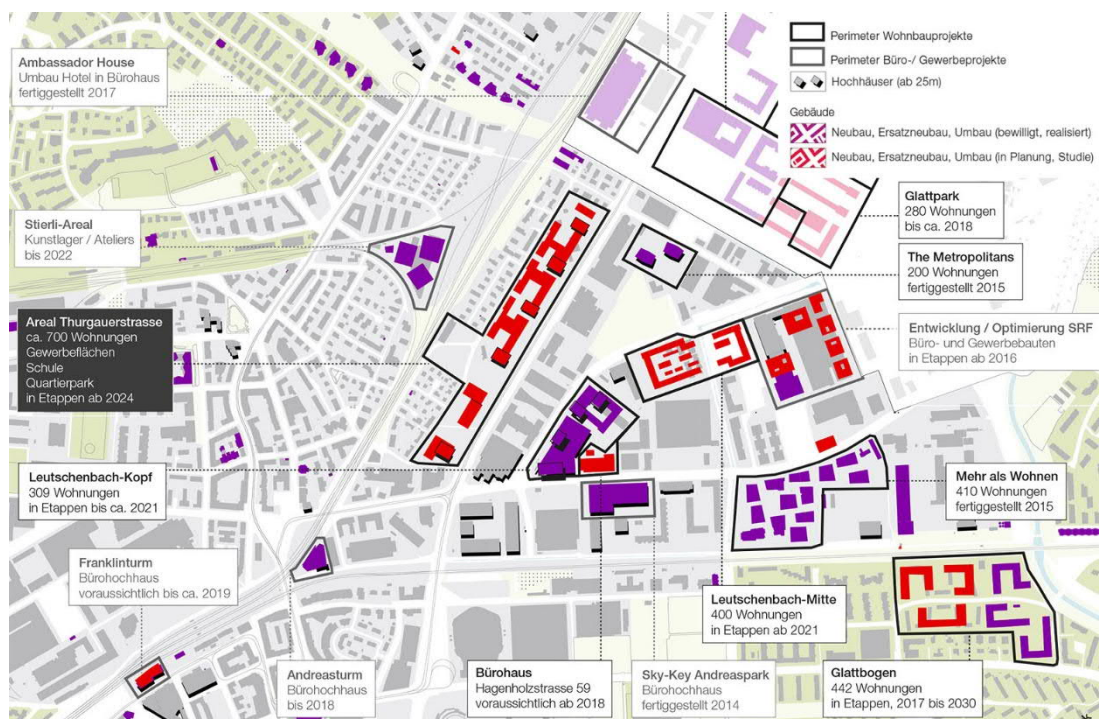 Ambassador House
Umbau Hotel in Bürohaus
fertiggestellt 2017
Perimeter Wohnbauprojekte
Perimeter Büro-/ Gewerbeprojekte
Hochhäuser (ab 25m)
Gebäude
Neubau, Ersatzneubau, Umbau (bewilligt, realisiert)
Neubau, Ersatzneubau, Umbau (in Planung, Studie)
Glattpark
280 Wohnungen
bis ca. 2018
Stierli-Areal
Kunstlager / Ateliers
bis 2022
The Metropolitans
200 Wohnungen
fertiggestellt 2015
Areal Thurgauerstrasse
ca. 700 Wohnungen
Gewerbeflächen
Schule
Quartierpark
in Etappen ab 2024
Entwicklung / Optimierung SRF
Büro- und Gewerbebauten
in Etappen ab 2016
Leutschenbach-Kopf
309 Wohnungen
in Etappen bis ca. 2021
Mehr als Wohnen
410 Wohnungen
fertiggestellt 2015
Franklinturm
Bürohochhaus
voraussichtlich bis ca. 2019
Leutschenbach-Mitte
400 Wohnungen
in Etappen ab 2021
Andreasturm
Bürohochhaus
bis 2018
Bürohaus
Hagenholzstrasse 59
voraussichtlich ab 2018
Sky-Key Andreaspark
Bürohochhaus
fertiggestellt 2014
Glattbogen
442 Wohnungen
in Etappen, 2017 bis 2030